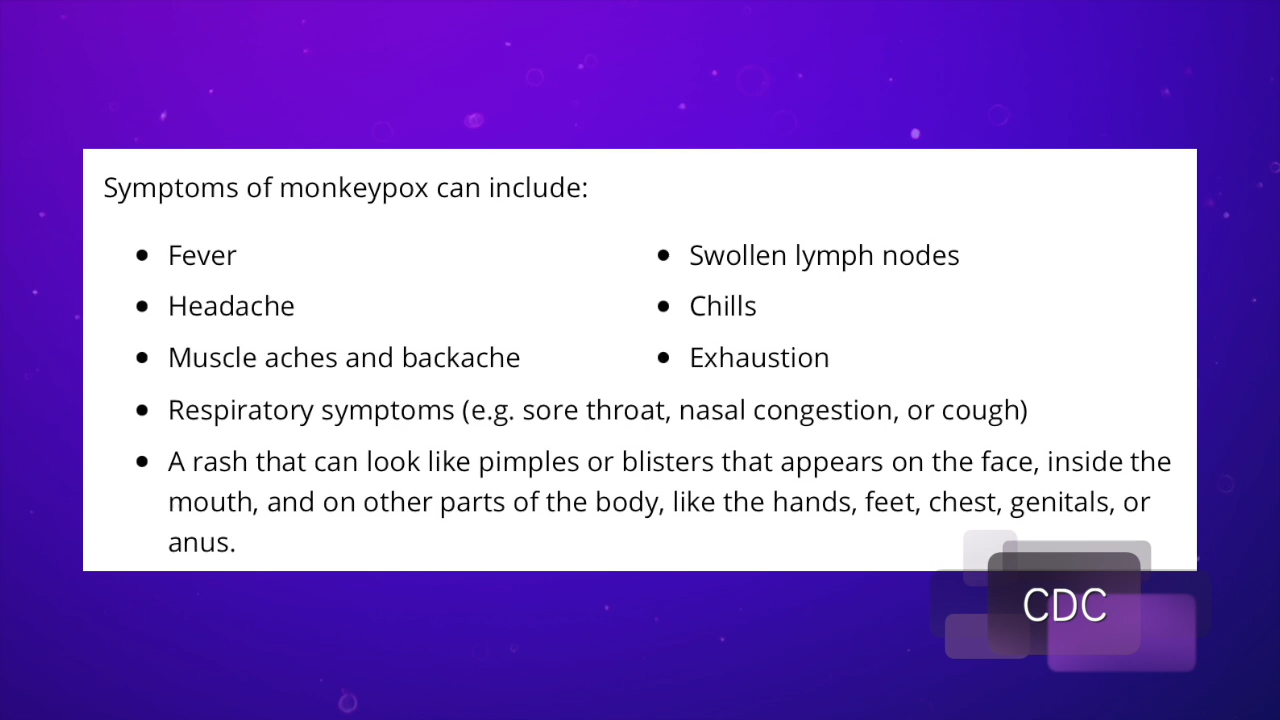 Symptoms of monkeypox can include:
• Fever
• Headache
• Muscle aches and backache
• Swollen lymph nodes
• Chills
• Exhaustion
• Respiratory symptoms (e.g. sore throat, nasal congestion, or cough)
• A rash that can look like pimples or blisters that appears on the face, inside the
mouth, and on other parts of the body, like the hands, feet, chest, genitals, or
anus.
CDC